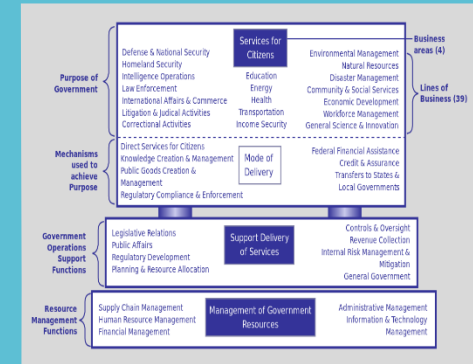 Purpose of
Government
Defense & National Security
Homeland Security
Intelligence Operations
Law Enforcement
International Affairs & Commerce
Litigation & Judical Activities
Correctional Activities
Services for
Citizens
Education
Energy
Health
Transportation
Income Security
Environmental Management
Natural Resources
Disaster Management
Community & Social Services
Economic Development
Workforce Management
General Science & Innovation
Business
areas (4)
Lines of
Business (39)
Mechanisms
used to
achieve
Purpose
Direct Services for Citizens
Knowledge Creation & Management
Public Goods Creation &
Management
Regulatory Compliance & Enforcement
Mode of
Delivery
Federal Financial Assistance
Credit & Assurance
Transfers to States &
Local Governments
Government
Operations
Support
Functions
Legislative Relations
Public Affairs
Regulatory Development
Planning & Resource Allocation
Support Delivery
of Services
Controls & Oversight
Revenue Collection
Internal Risk Management &
Mitigation
General Government
Resource
Management
Functions
Supply Chain Management
Human Resource Management
Financial Management
Management of Government
Resources
Administrative Management
Information & Technology
Management